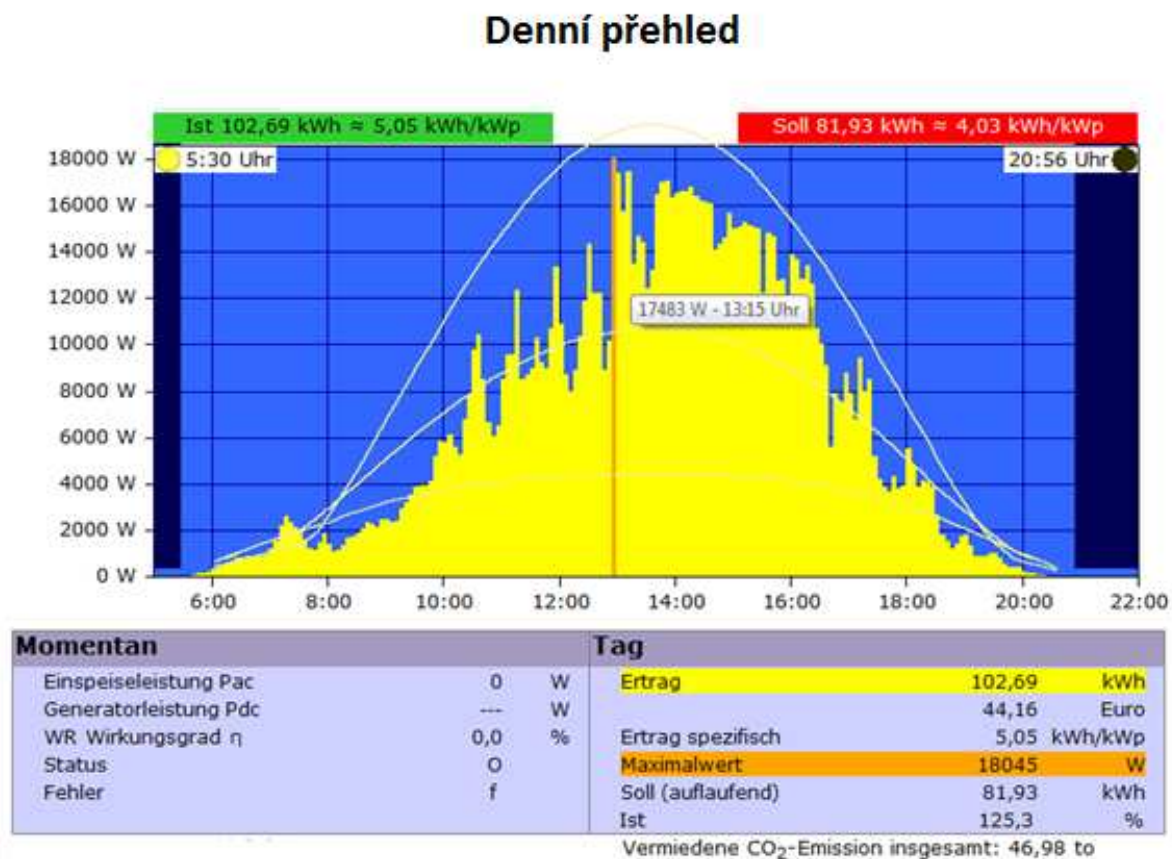 Denní přehled
Ist 102,69 kWh ≈ 5,05 kWh/kWp
Soll 81,93 kWh ≈ 4,03 kWh/kWp
5:30 Uhr
20:56 Uhr
18000 W
16000 W
14000 W
12000 W
10000 W
8000 W
6000 W
4000 W
2000 W
0 W
17483 W - 13:15 Uhr
6:00 8:00 10:00 12:00 14:00 16:00 18:00 20:00 22:00
Momentan
Einspeiseleistung Pac 0 W
Generatorleistung Pdc --- W
WR Wirkungsgrad η 0,0 %
Status O
Fehler f
Tag
Ertrag 102,69 kWh
44,16 Euro
Ertrag spezifisch 5,05 kWh/kWp
Maximalwert 18045 W
Soll (auflaufend) 81,93 kWh
Ist 125,3 %
Vermiedene CO₂-Emission insgesamt: 46,98 to